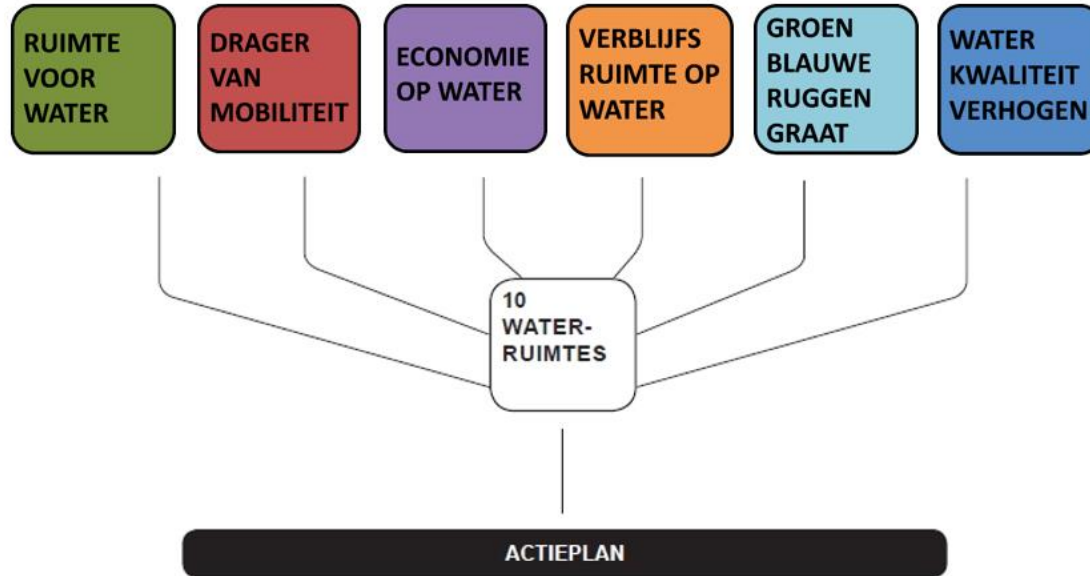 RUIMTE
VOOR
WATER
DRAGER
VAN
MOBILITEIT
ECONOMIE
OP WATER
VERBLIJFS
RUIMTE OP
WATER
GROEN
BLAUWE
RUGGEN
GRAAT
WATER
KWALITEIT
VERHOGEN
10
WATER-
RUIMTES
ACTIEPLAN